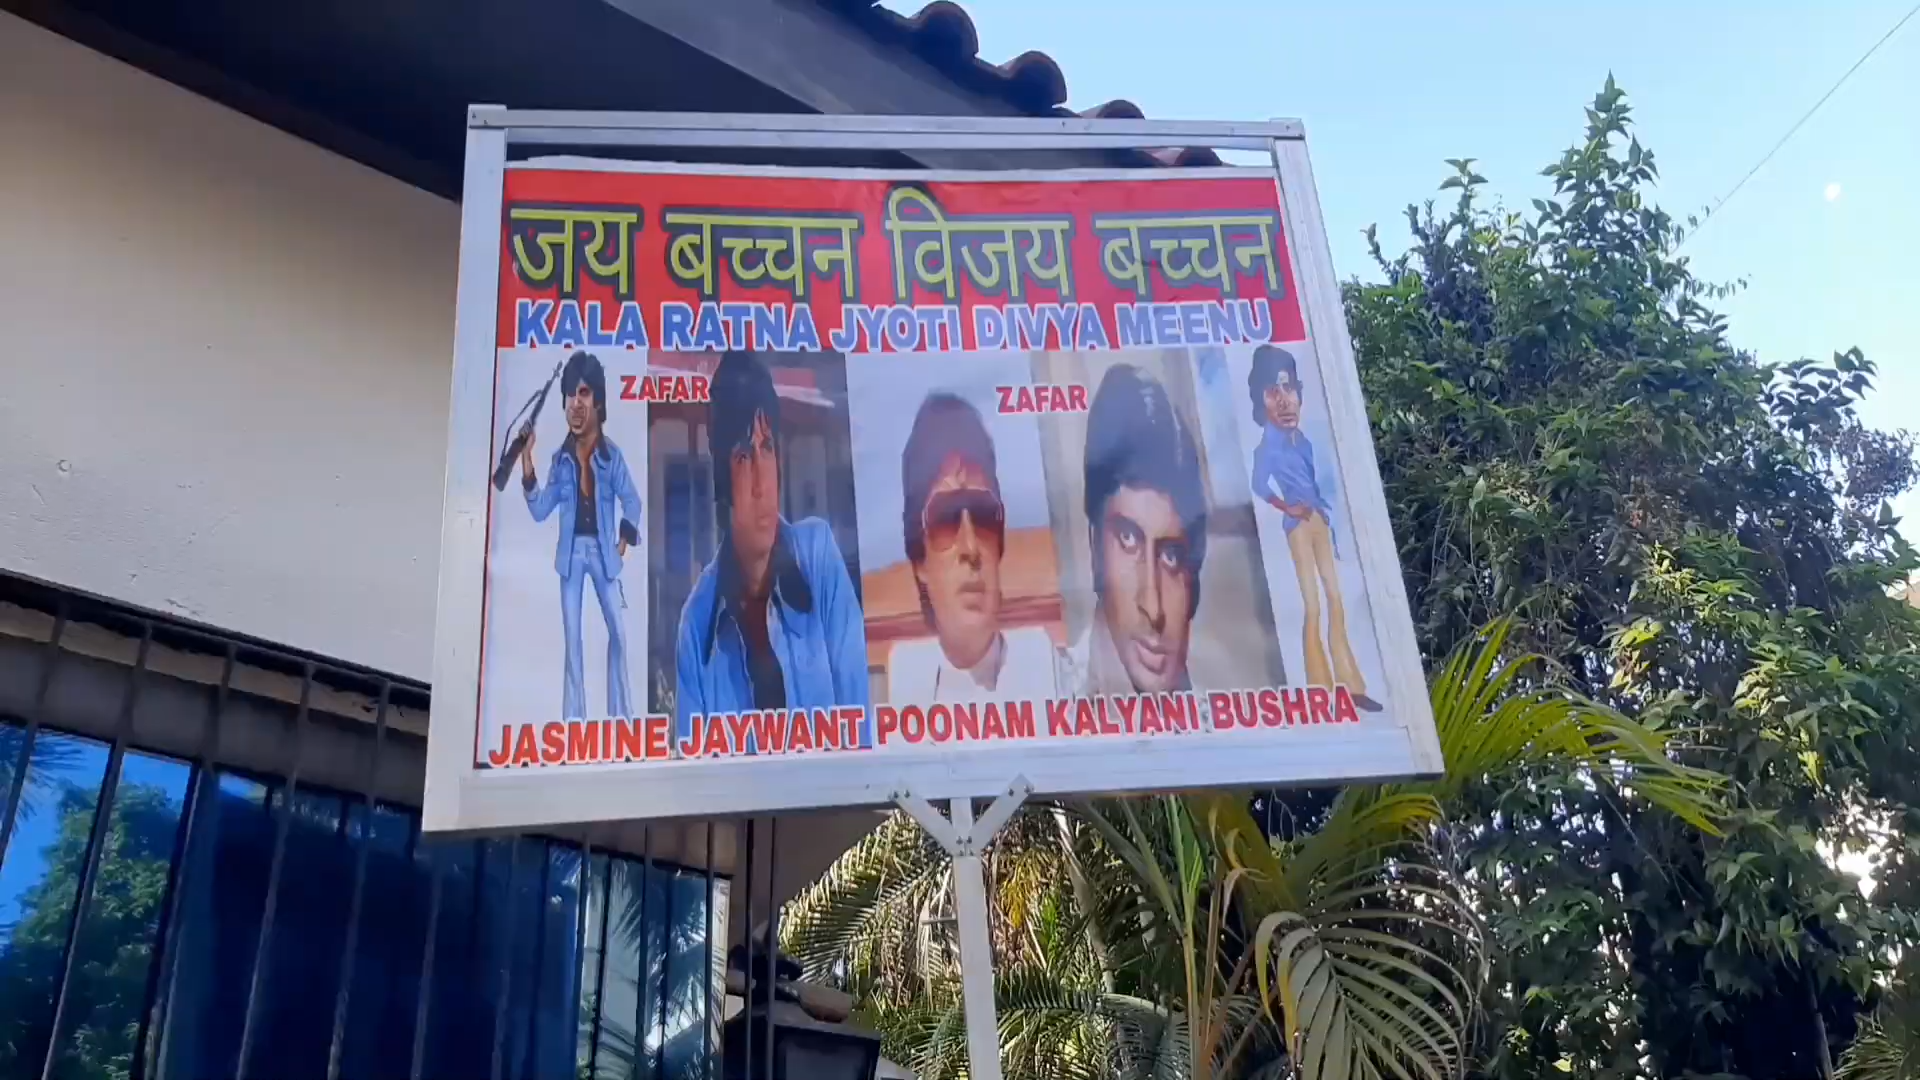 जय बच्चन विजय बच्चन
KALA RATNA JYOTI DIVYA MEENU
ZAFAR ZAFAR
JASMINE JAYWANT POONAM KALYANI BUSHRA